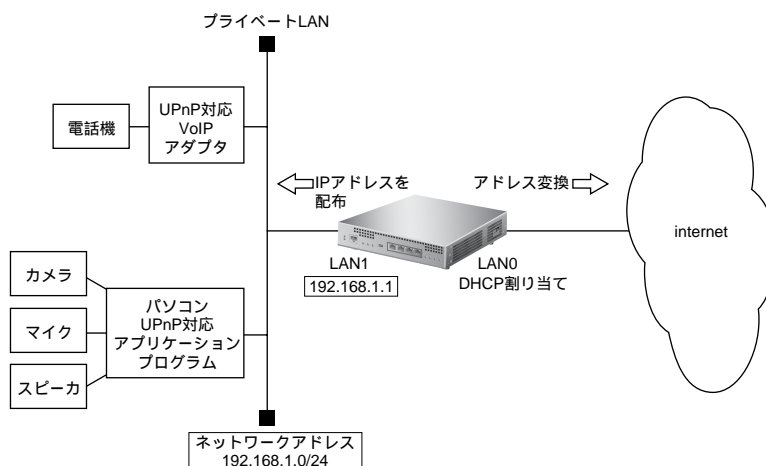 プライベートLAN
電話機
UPnP対応
VoIP
アダプタ
IPアドレスを
配布
アドレス変換
internet
LAN1
192.168.1.1
LAN0
DHCP割り当て
カメラ
マイク
スピーカ
パソコン
UPnP対応
アプリケーション
プログラム
ネットワークアドレス
192.168.1.0/24